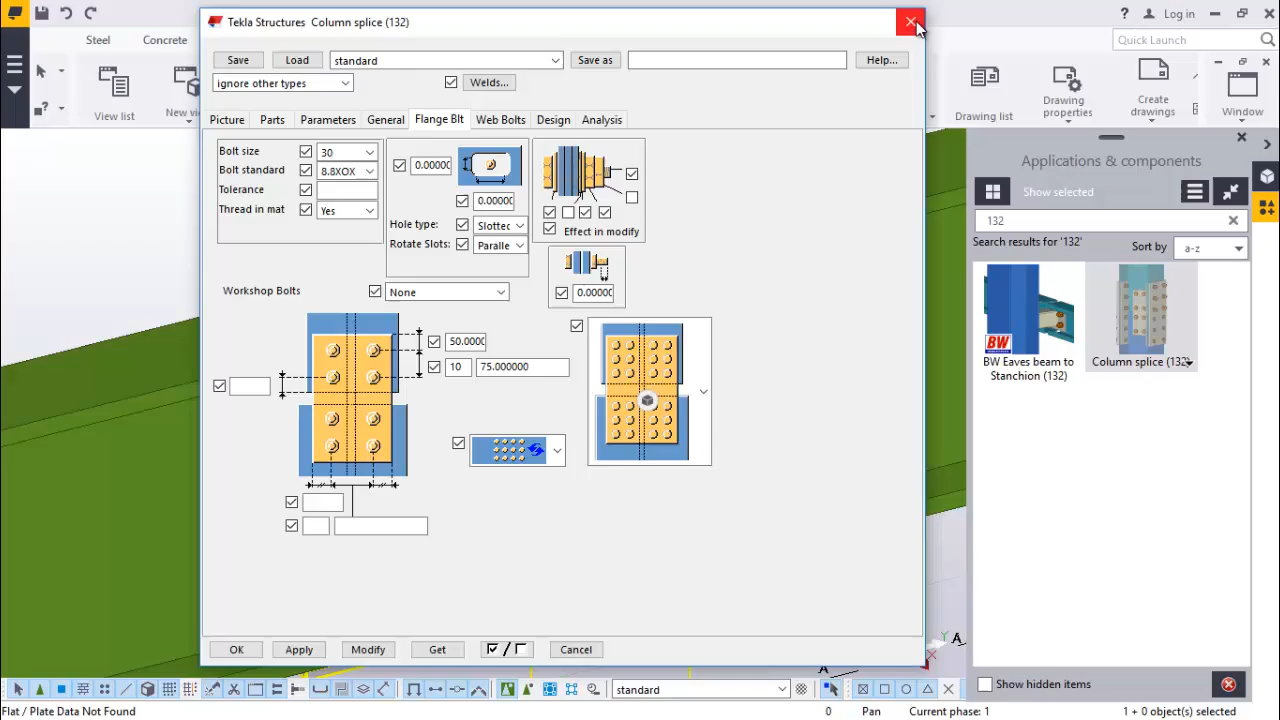 Tekla Structures Column splice (132)
Log in
Steel
Concrete
Quick Launch
Save
Load
standard
Save as
Help...
ignore other types
Welds...
View list
New vi
Drawing list
Drawing
properties
Create
drawings
Window
Picture
Parts
Parameters
General
Flange Blt
Web Bolts
Design
Analysis
Bolt size
30
Bolt standard
8.8XOX
Tolerance
Thread in mat
Yes
0.00000
0.00000
Hole type:
Slottec
Rotate Slots:
Paralle
Effect in modify
0.00000
Workshop Bolts
None
50.0000
10
75.000000
Applications & components
Show selected
132
Search results for '132'
Sort by
a-z
BW
BW Eaves beam to
Stanchion (132)
Column splice (132)
OK
Apply
Modify
Get
/
Cancel
Y
A
A
standard
Show hidden items
Flat / Plate Data Not Found
0
Pan
Current phase: 1
1 + 0 object(s) selected